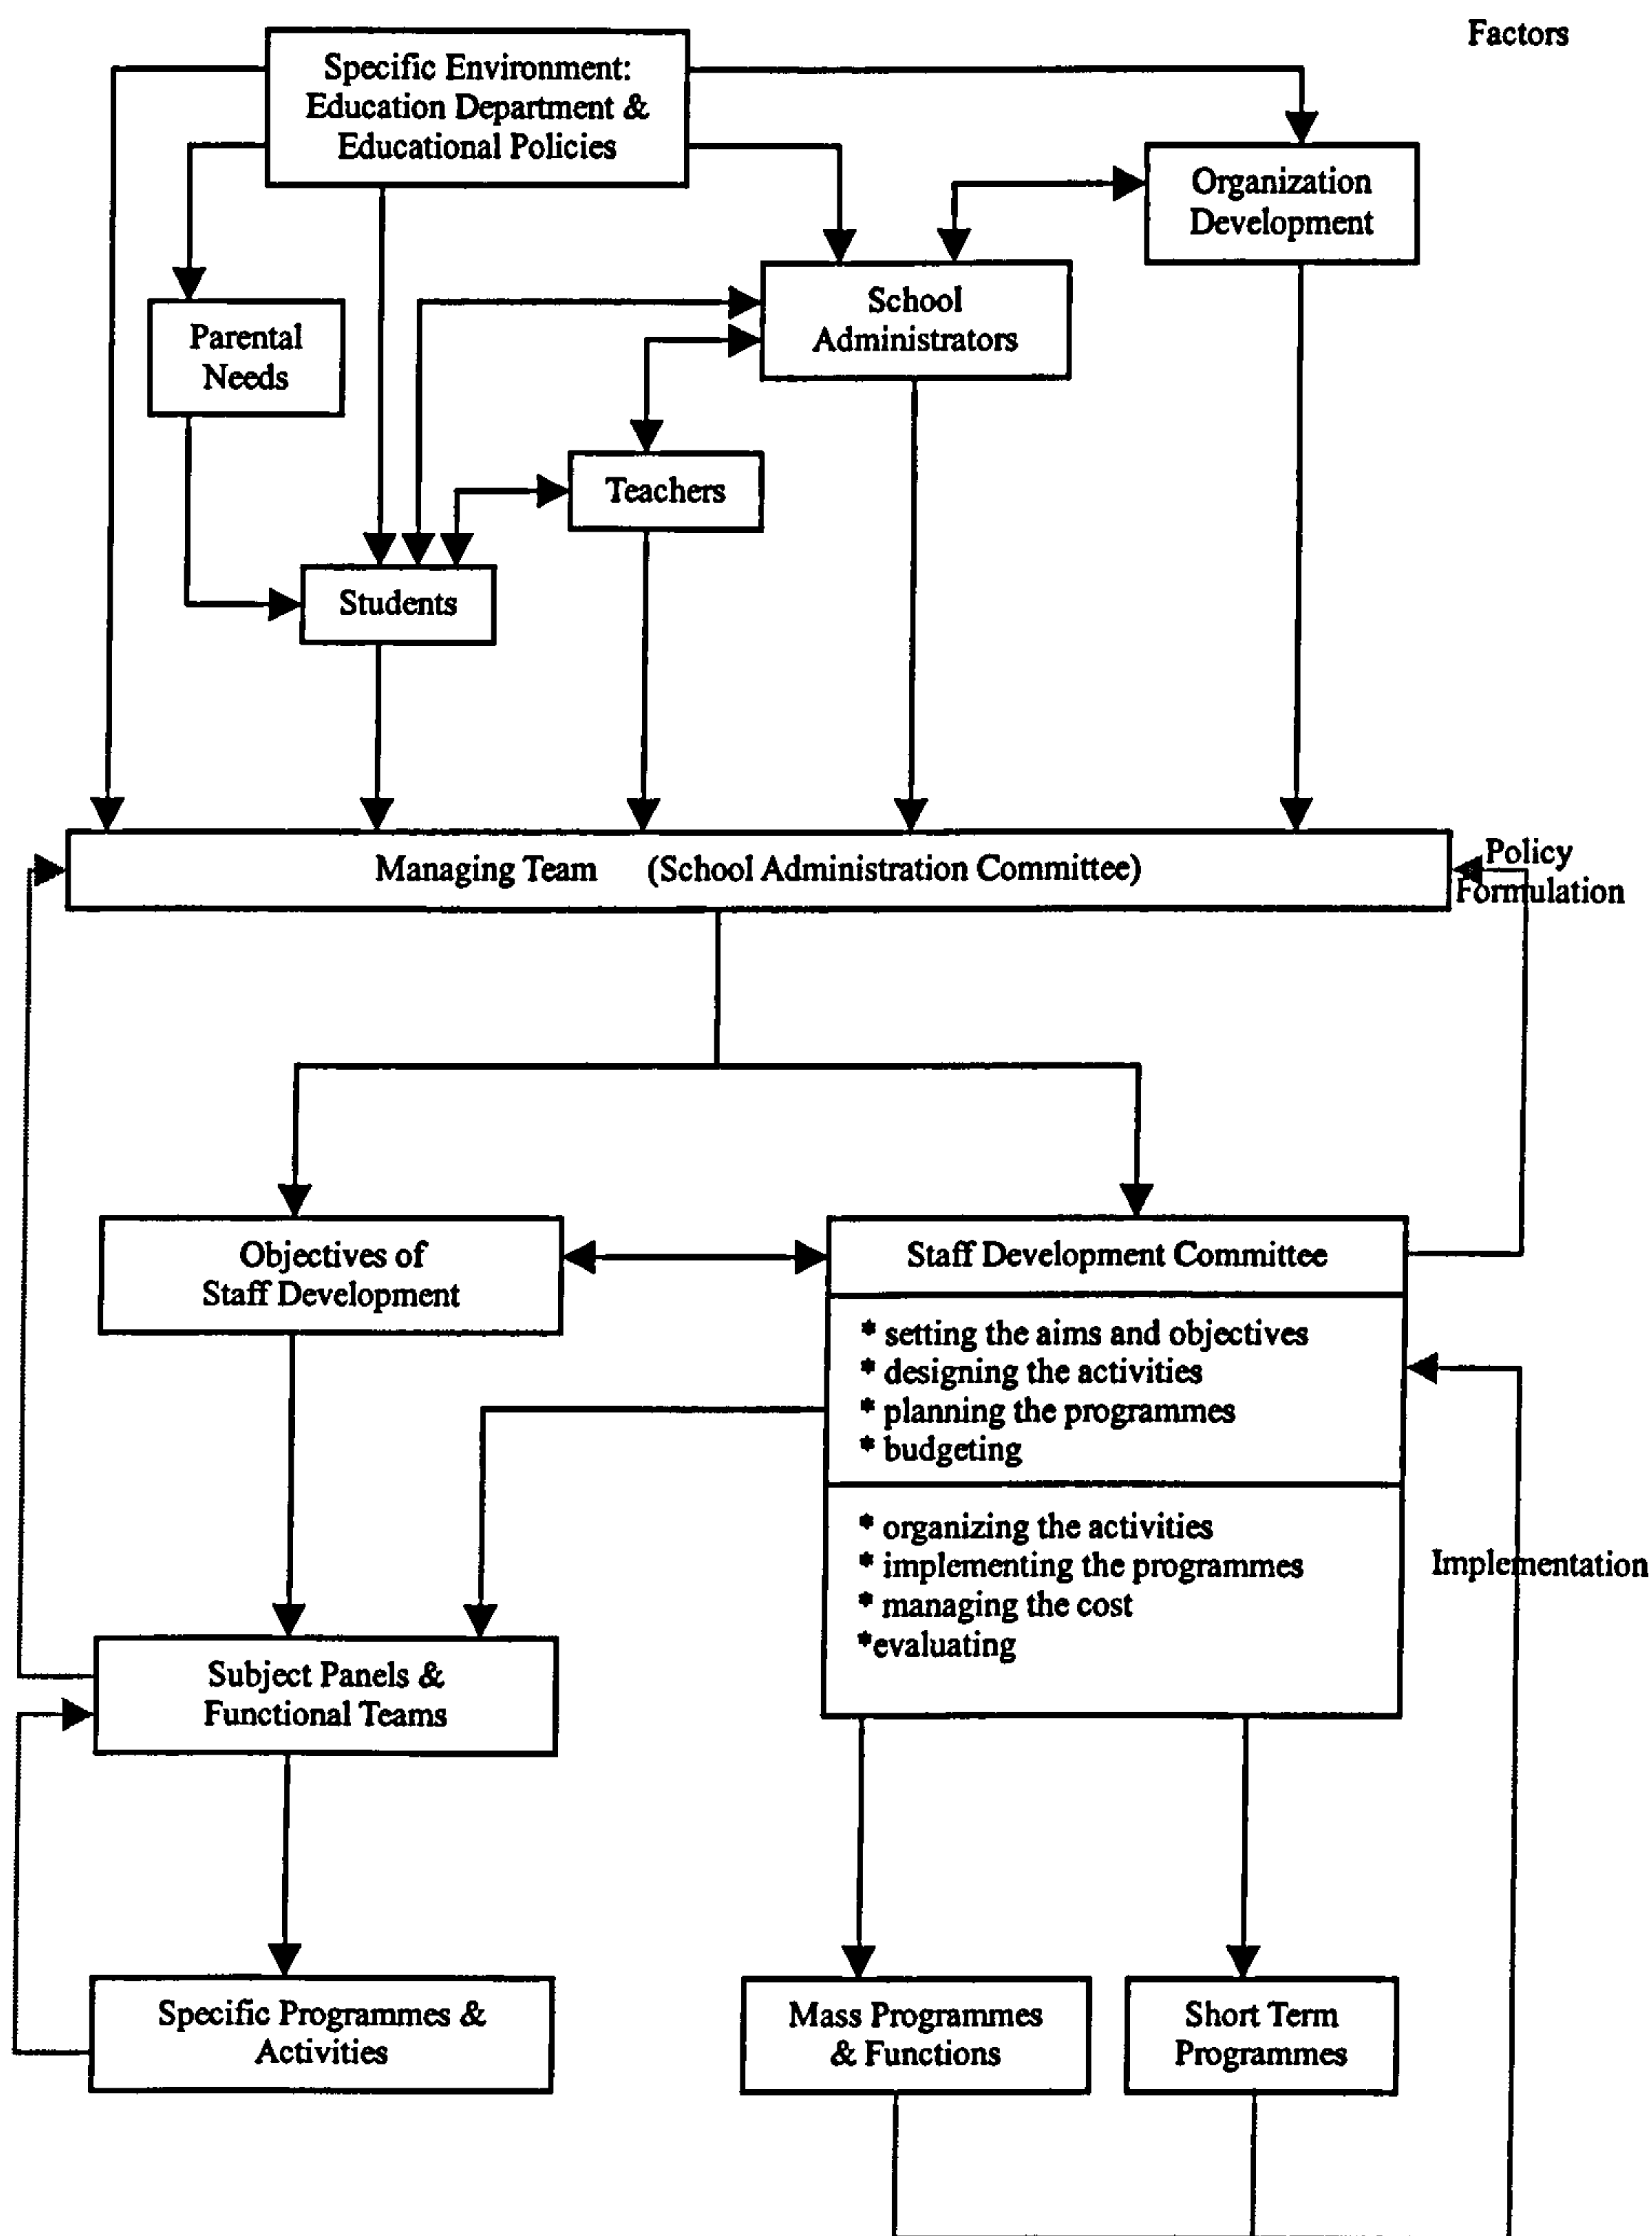 Factors
Specific Environment:
Education Department &
Educational Policies
Organization
Development
School
Administrators
Parental
Needs
Teachers
Students
Managing Team (School Administration Committee)
Policy
Formulation
Objectives of
Staff Development
Staff Development Committee
* setting the aims and objectives
* designing the activities
* planning the programmes
* budgeting
* organizing the activities
* implementing the programmes
* managing the cost
*evaluating
Implementation
Subject Panels &
Functional Teams
Specific Programmes &
Activities
Mass Programmes
& Functions
Short Term
Programmes